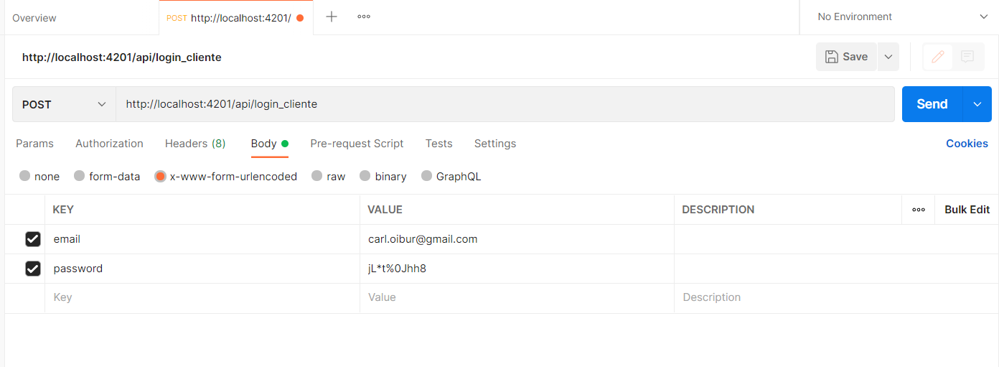 Overview
POST http://localhost:4201/
No Environment
http://localhost:4201/api/login_cliente
Save
POST
http://localhost:4201/api/login_cliente
Send
Params Authorization Headers (8) Body Pre-request Script Tests Settings Cookies
none form-data x-www-form-urlencoded raw binary GraphQL
KEY VALUE DESCRIPTION Bulk Edit
email carl.oibur@gmail.com
password jL*t%0Jhh8
Key Value Description